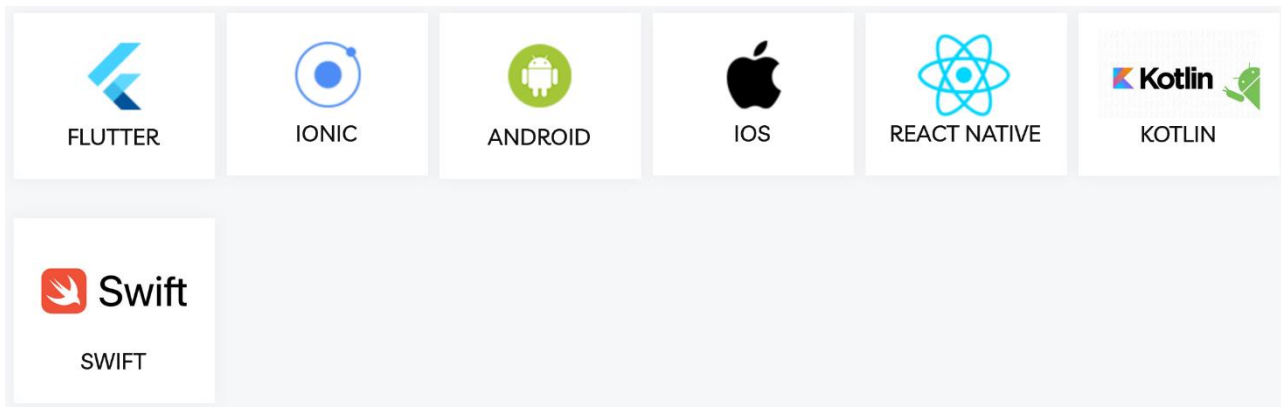 FLUTTER
IONIC
ANDROID
IOS
REACT NATIVE
Kotlin
KOTLIN
Swift
SWIFT